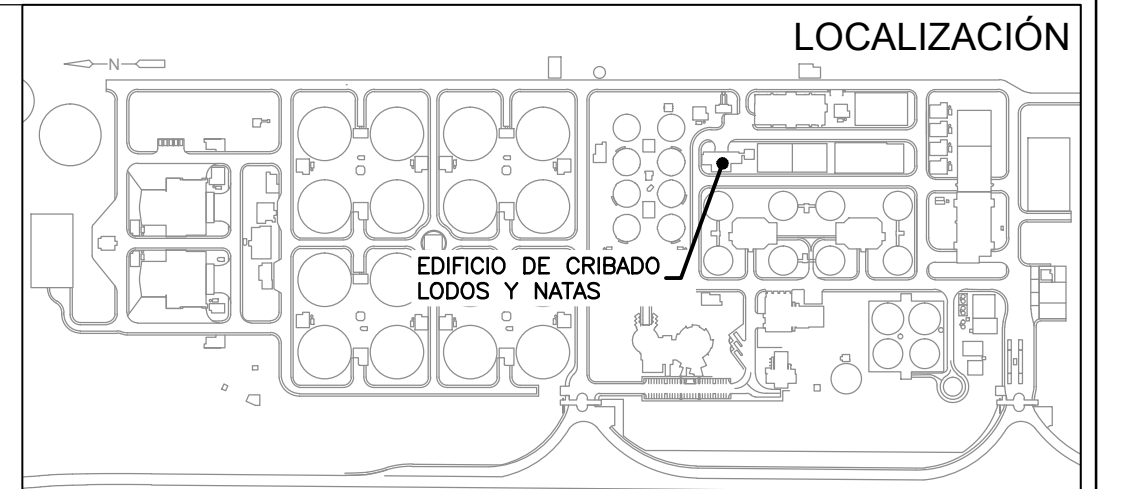 LOCALIZACIÓN
N
EDIFICIO DE CRIBADO
LODOS Y NATAS